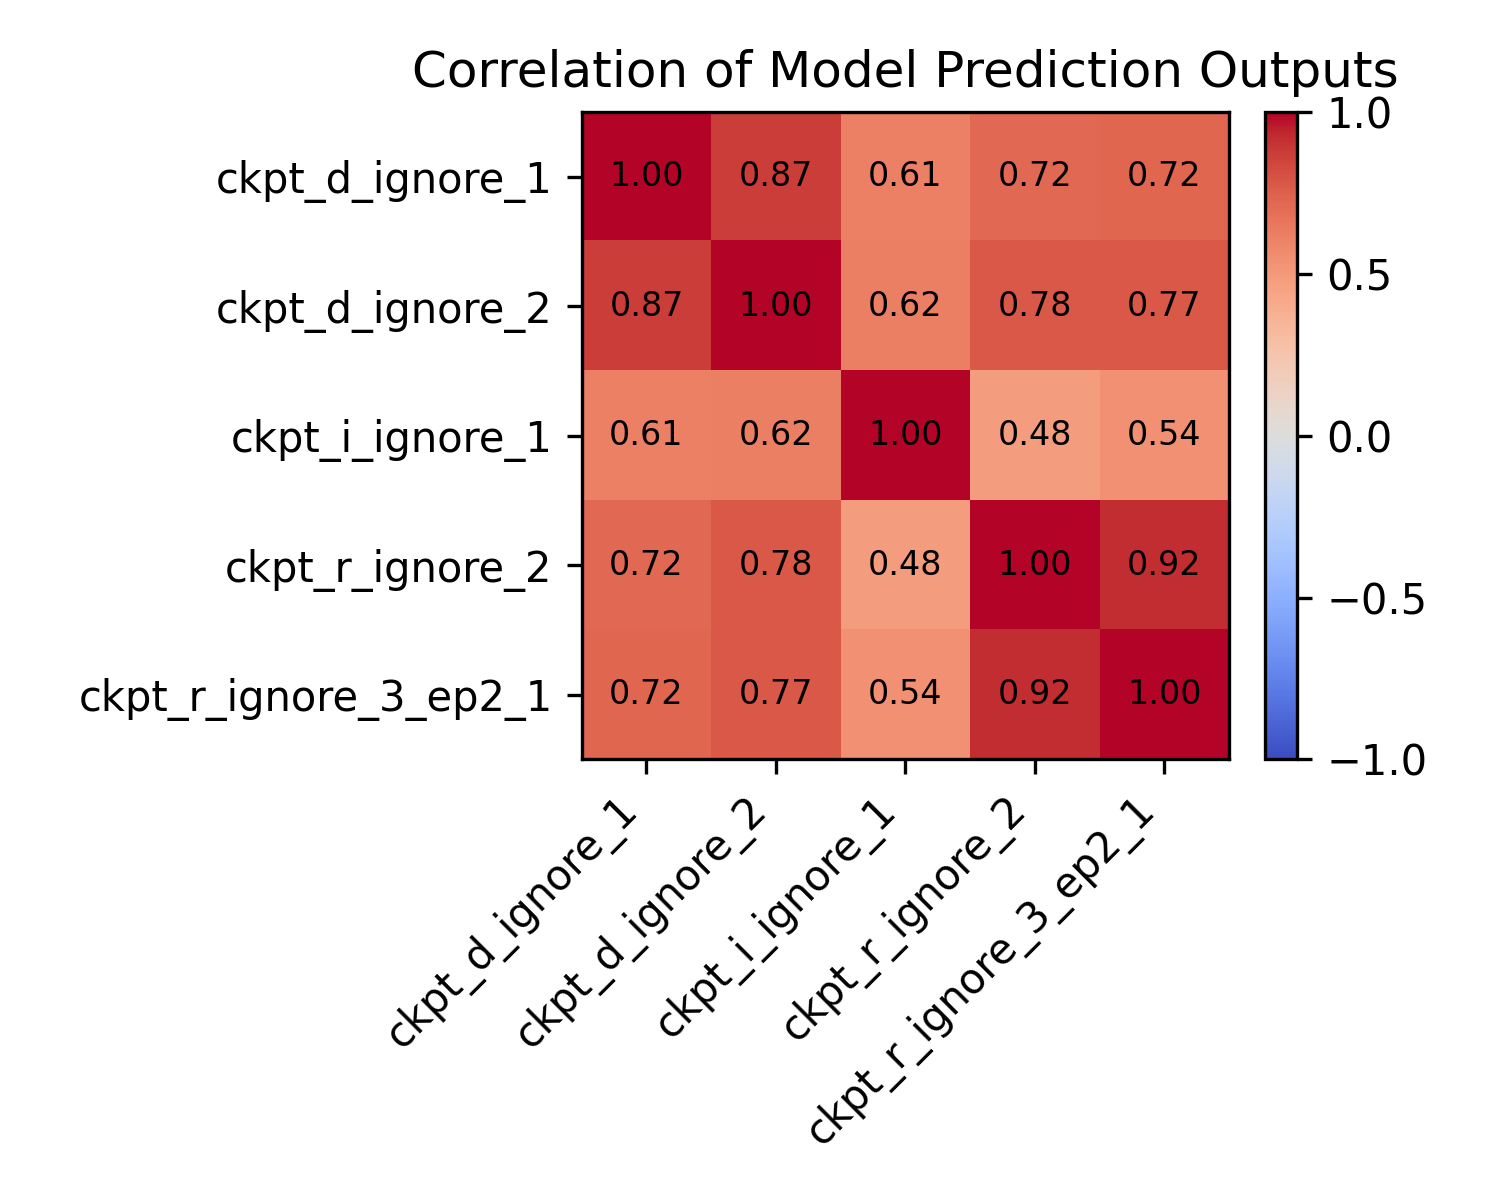 Correlation of Model Prediction Outputs
ckpt_d_ignore_1 1.00 0.87 0.61 0.72 0.72
ckpt_d_ignore_2 0.87 1.00 0.62 0.78 0.77
ckpt_i_ignore_1 0.61 0.62 1.00 0.48 0.54
ckpt_r_ignore_2 0.72 0.78 0.48 1.00 0.92
ckpt_r_ignore_3_ep2_1 0.72 0.77 0.54 0.92 1.00
ckpt_d_ignore_1
ckpt_d_ignore_2
ckpt_i_ignore_1
ckpt_r_ignore_2
ckpt_r_ignore_3_ep2_1
1.0
0.5
0.0
−0.5
−1.0